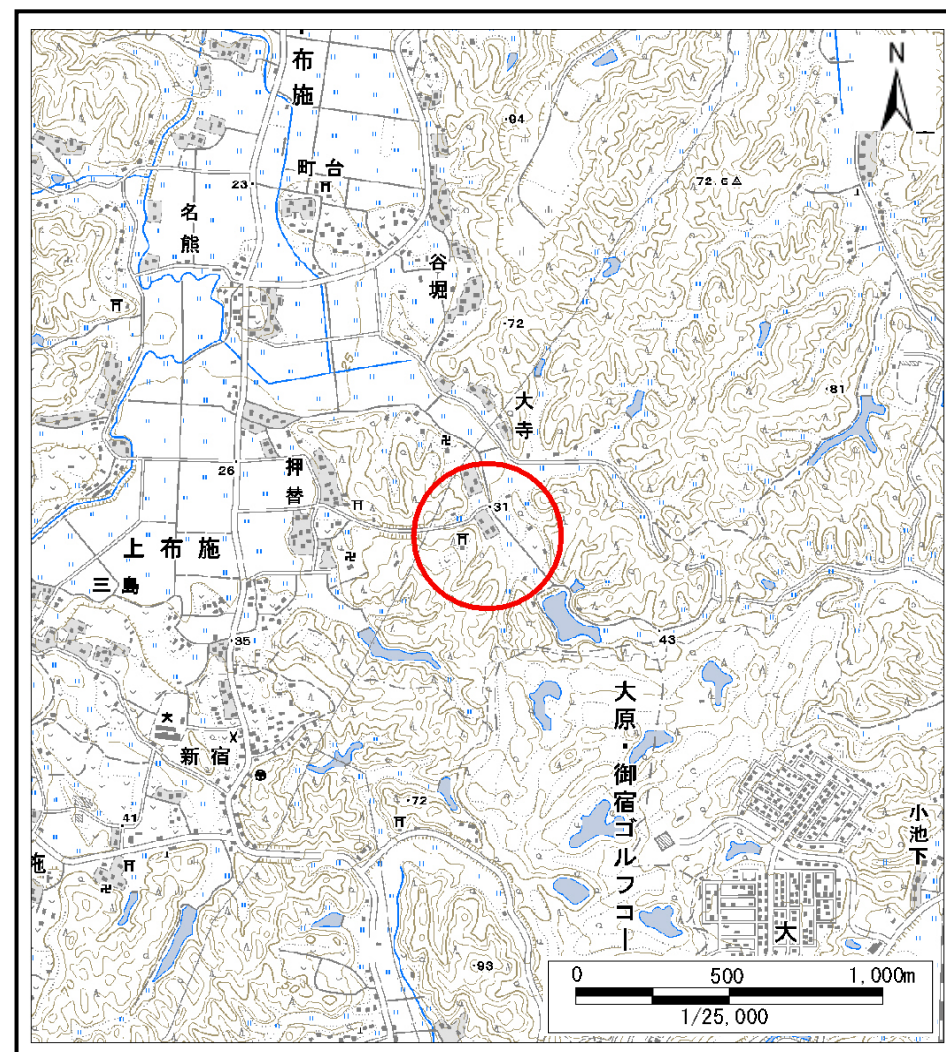 上布施
N
94
町台
72.6
23
名熊
谷堀
72
81
大寺
26
押替
31
上布施
三島
43
35
大原・御宿ゴルフコー
新宿
72
小池下
41
施
大
93
0 500 1,000m
1/25,000